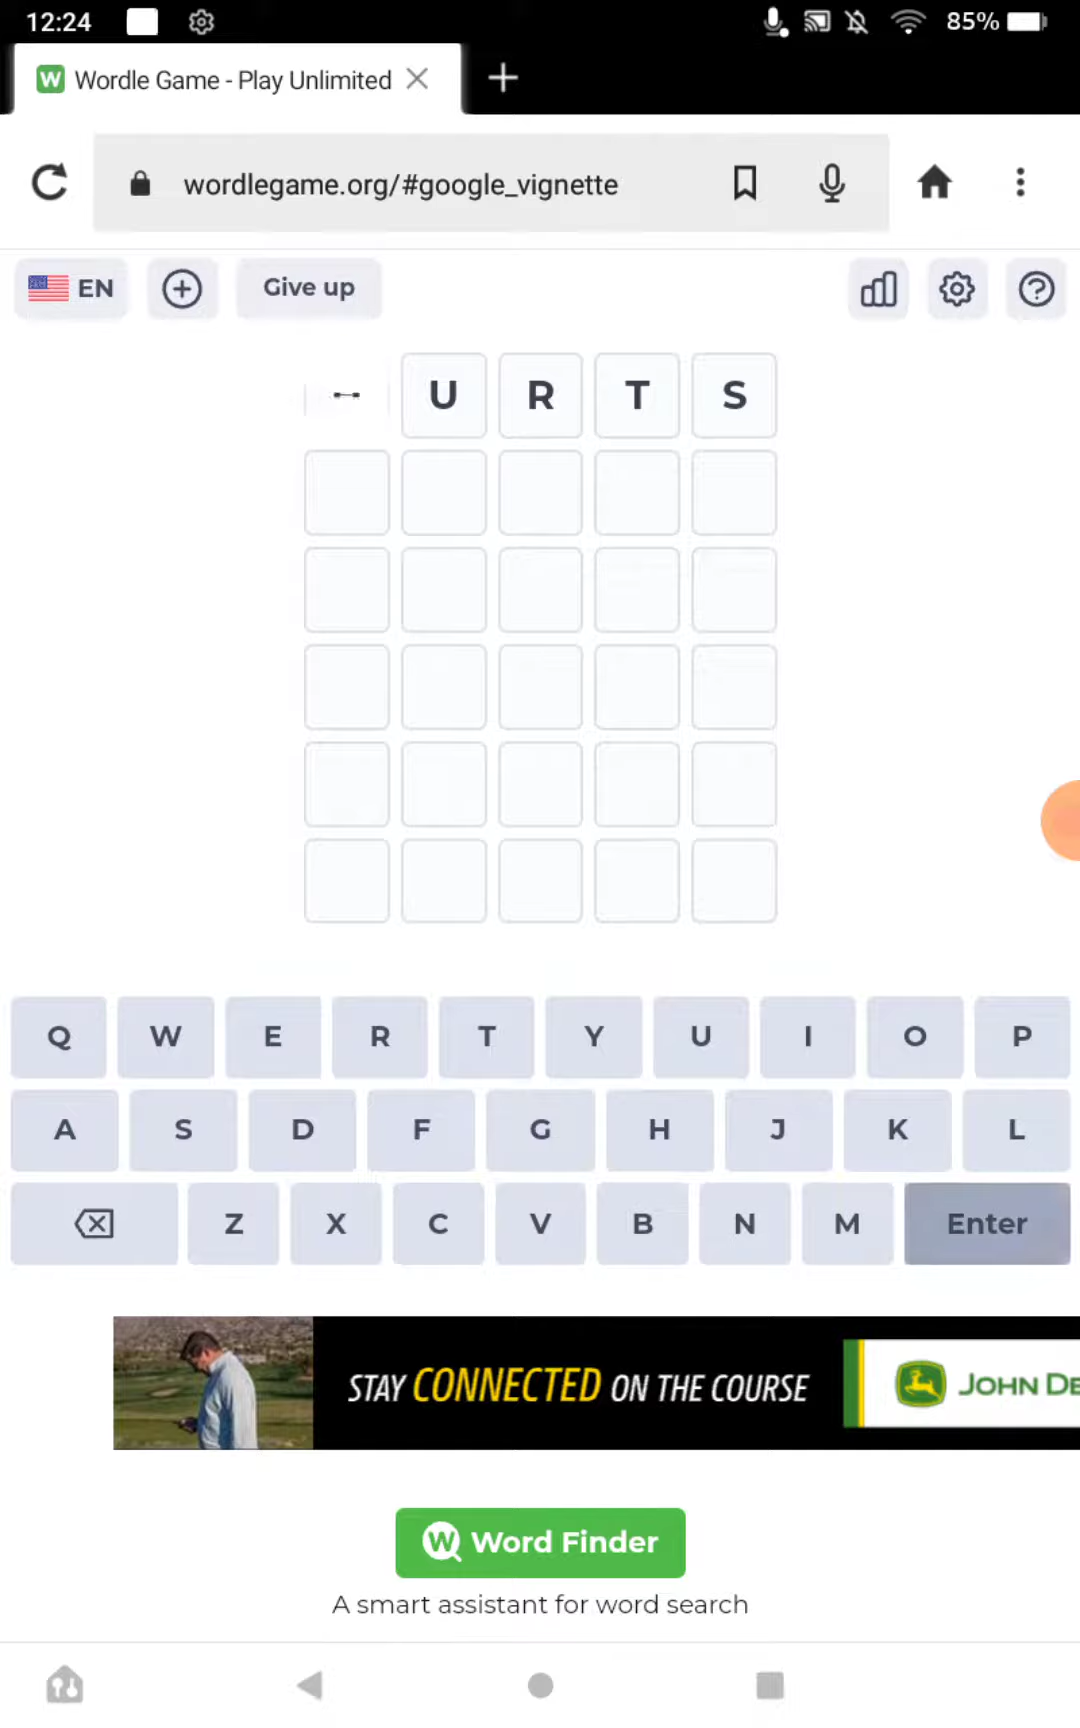 12:24 85%
Wordle Game - Play Unlimited
wordlegame.org/#google_vignette
EN Give up
U R T S
Q W E R T Y U I O P
A S D F G H J K L
Z X C V B N M Enter
STAY CONNECTED ON THE COURSE JOHN DE
W Word Finder
A smart assistant for word search